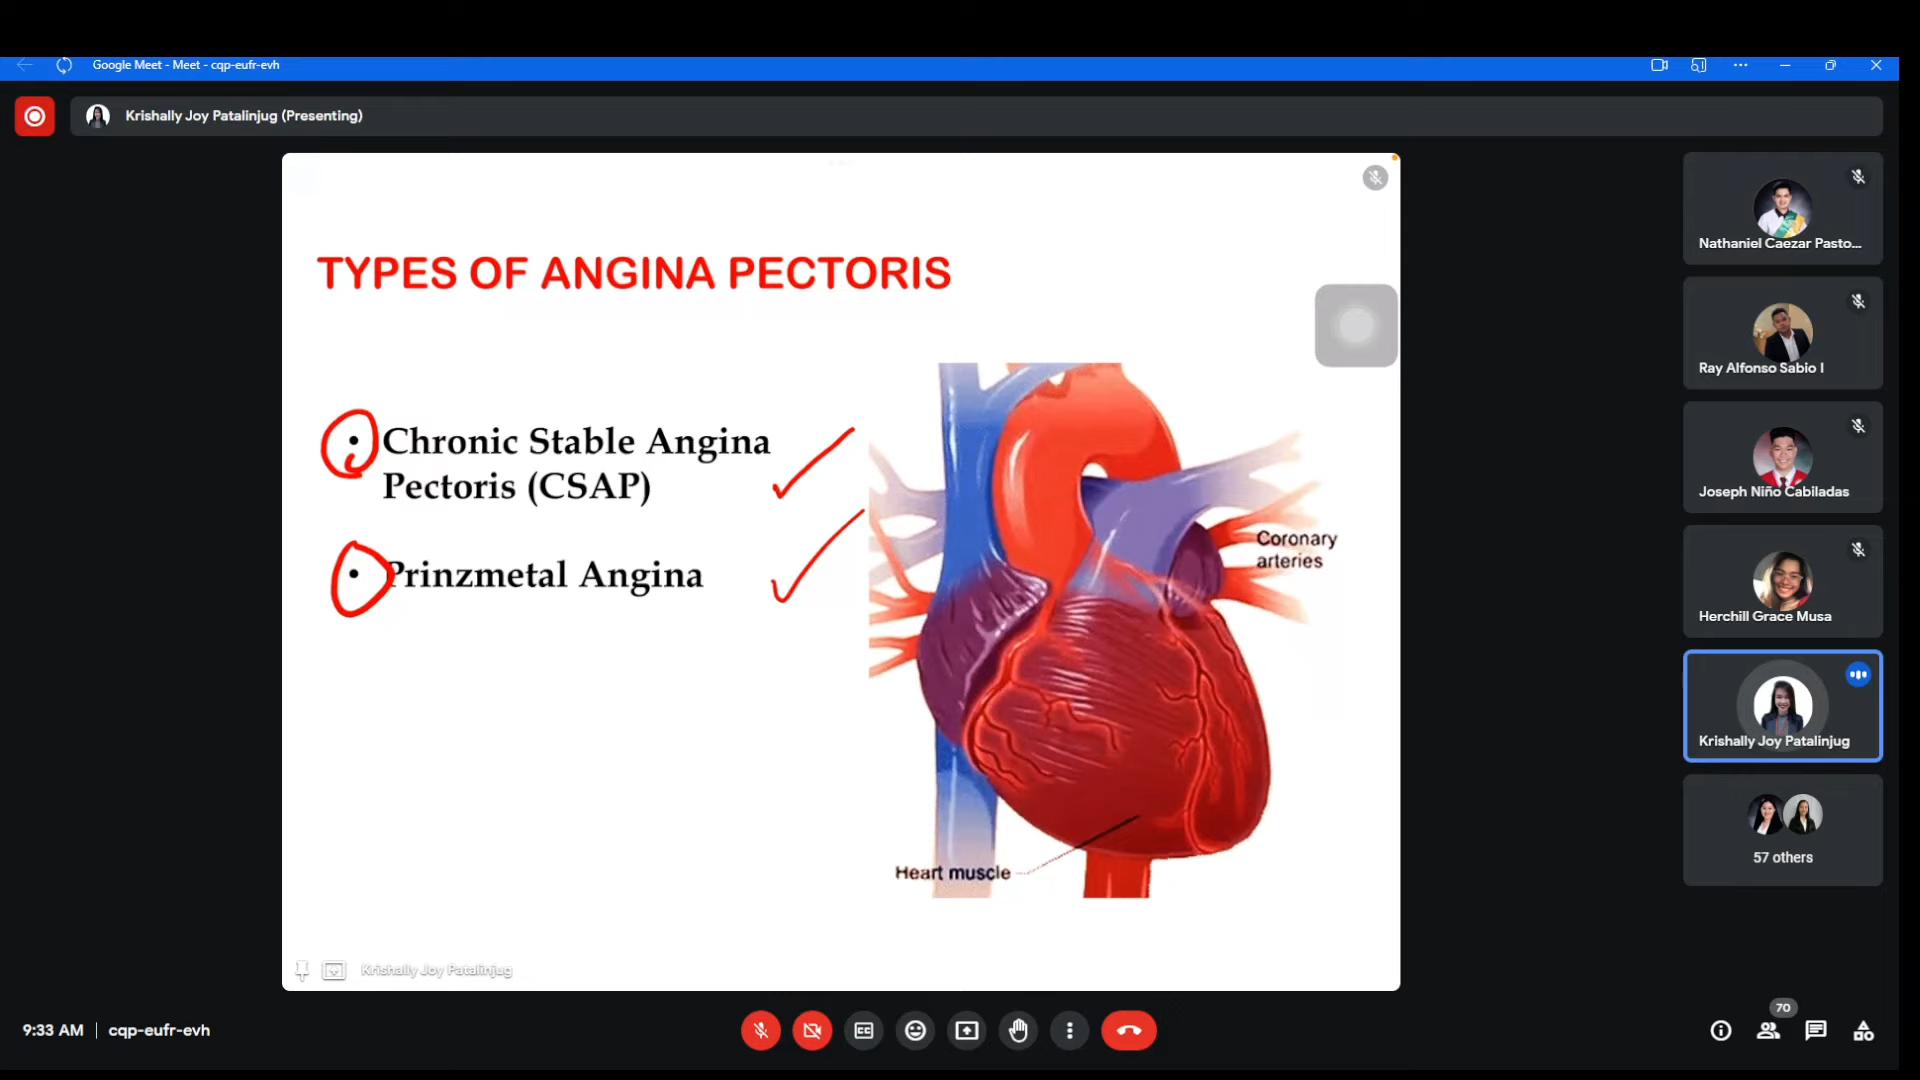 Google Meet - Meet - cqp-eufr-evh
Krishally Joy Patalinjug (Presenting)
TYPES OF ANGINA PECTORIS
• Chronic Stable Angina
Pectoris (CSAP)
• Prinzmetal Angina
Coronary
arteries
Heart muscle
Krishally Joy Patalinjug
Nathaniel Caezar Pasto...
Ray Alfonso Sabio I
Joseph Niño Cabiladas
Herchill Grace Musa
Krishally Joy Patalinjug
57 others
9:33 AM | cqp-eufr-evh
70